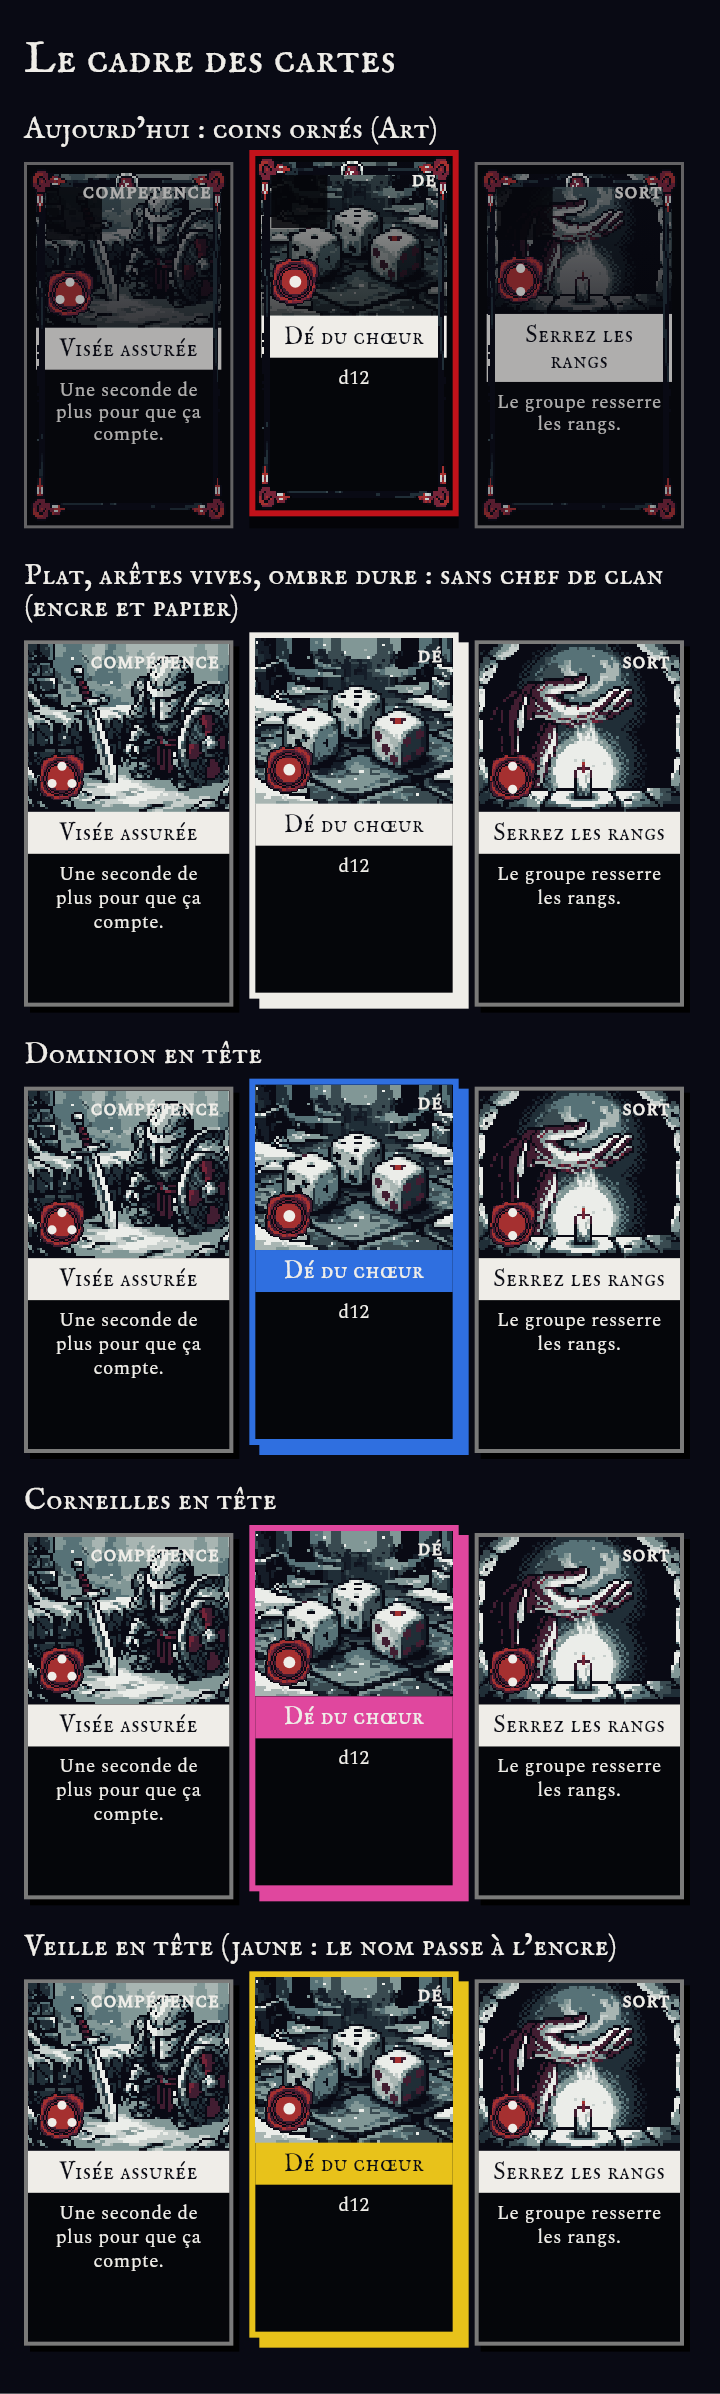 Le cadre des cartes
Aujourd'hui : coins ornés (Art)
COMPÉTENCE
DÉ
SORT
Visée assurée
Dé du chœur
Serrez les
rangs
Une seconde de
plus pour que ça
compte.
d12
Le groupe resserre
les rangs.
Plat, arêtes vives, ombre dure : sans chef de clan
(encre et papier)
COMPÉTENCE
DÉ
SORT
Visée assurée
Dé du chœur
Serrez les rangs
Une seconde de
plus pour que ça
compte.
d12
Le groupe resserre
les rangs.
Dominion en tête
COMPÉTENCE
DÉ
SORT
Visée assurée
Dé du chœur
Serrez les rangs
Une seconde de
plus pour que ça
compte.
d12
Le groupe resserre
les rangs.
Corneilles en tête
COMPÉTENCE
DÉ
SORT
Visée assurée
Dé du chœur
Serrez les rangs
Une seconde de
plus pour que ça
compte.
d12
Le groupe resserre
les rangs.
Veille en tête (jaune : le nom passe à l'encre)
COMPÉTENCE
DÉ
SORT
Visée assurée
Dé du chœur
Serrez les rangs
Une seconde de
plus pour que ça
compte.
d12
Le groupe resserre
les rangs.